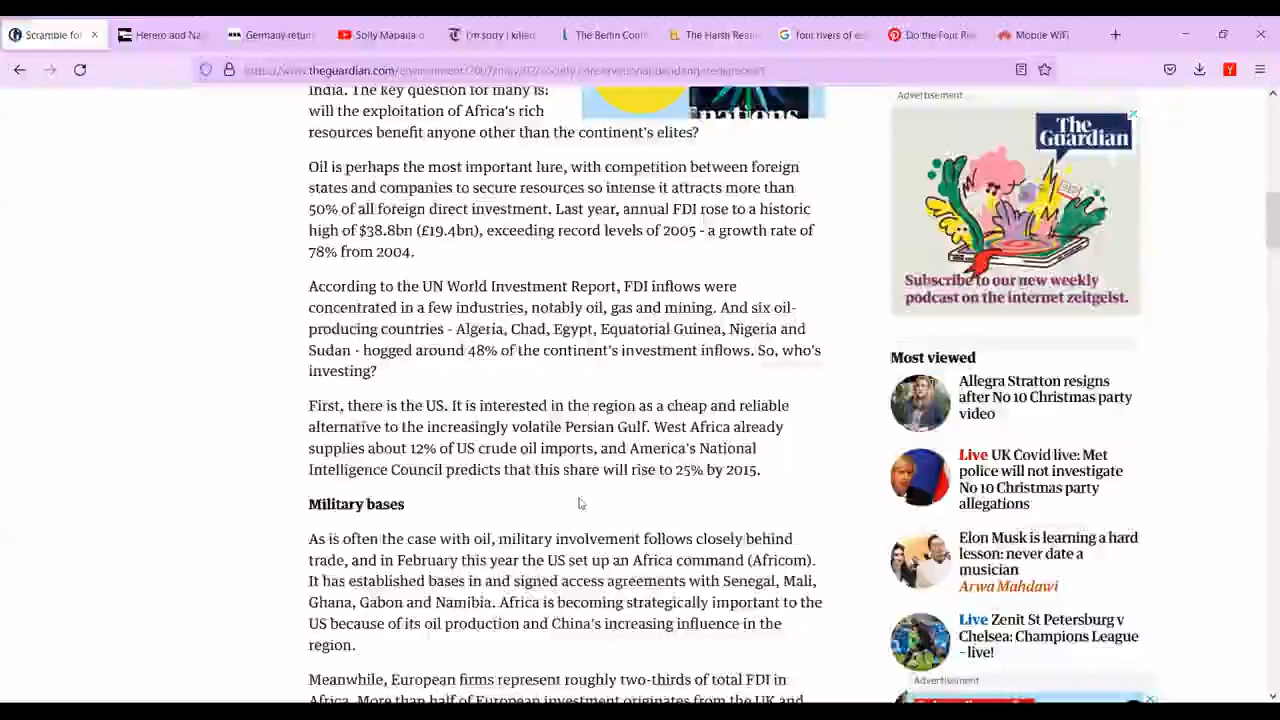 Scramble for
Herero and Na
Germany return
Solly Mapaila o
I'm sorry I killed
The Berlin Conf
The Harsh Rea
four rivers of e
Do the Four Ri
Mobile WiFi
India. The key question for many is:
will the exploitation of Africa's rich
resources benefit anyone other than the continent's elites?
nations
Oil is perhaps the most important lure, with competition between foreign
states and companies to secure resources so intense it attracts more than
50% of all foreign direct investment. Last year, annual FDI rose to a historic
high of $38.8bn (£19.4bn), exceeding record levels of 2005 - a growth rate of
78% from 2004.
According to the UN World Investment Report, FDI inflows were
concentrated in a few industries, notably oil, gas and mining. And six oil-
producing countries - Algeria, Chad, Egypt, Equatorial Guinea, Nigeria and
Sudan - hogged around 48% of the continent's investment inflows. So, who's
investing?
First, there is the US. It is interested in the region as a cheap and reliable
alternative to the increasingly volatile Persian Gulf. West Africa already
supplies about 12% of US crude oil imports, and America's National
Intelligence Council predicts that this share will rise to 25% by 2015.
Military bases
As is often the case with oil, military involvement follows closely behind
trade, and in February this year the US set up an Africa command (Africom).
It has established bases in and signed access agreements with Senegal, Mali,
Ghana, Gabon and Namibia. Africa is becoming strategically important to the
US because of its oil production and China's increasing influence in the
region.
Meanwhile, European firms represent roughly two-thirds of total FDI in
Africa. More than half of European investment originates from the UK and
Advertisement
The
Guardian
Subscribe to our new weekly
podcast on the internet zeitgeist.
Most viewed
Allegra Stratton resigns
after No 10 Christmas party
video
Live UK Covid live: Met
police will not investigate
No 10 Christmas party
allegations
Elon Musk is learning a hard
lesson: never date a
musician
Arwa Mahdawi
Live Zenit St Petersburg v
Chelsea: Champions League
– live!
Advertisement